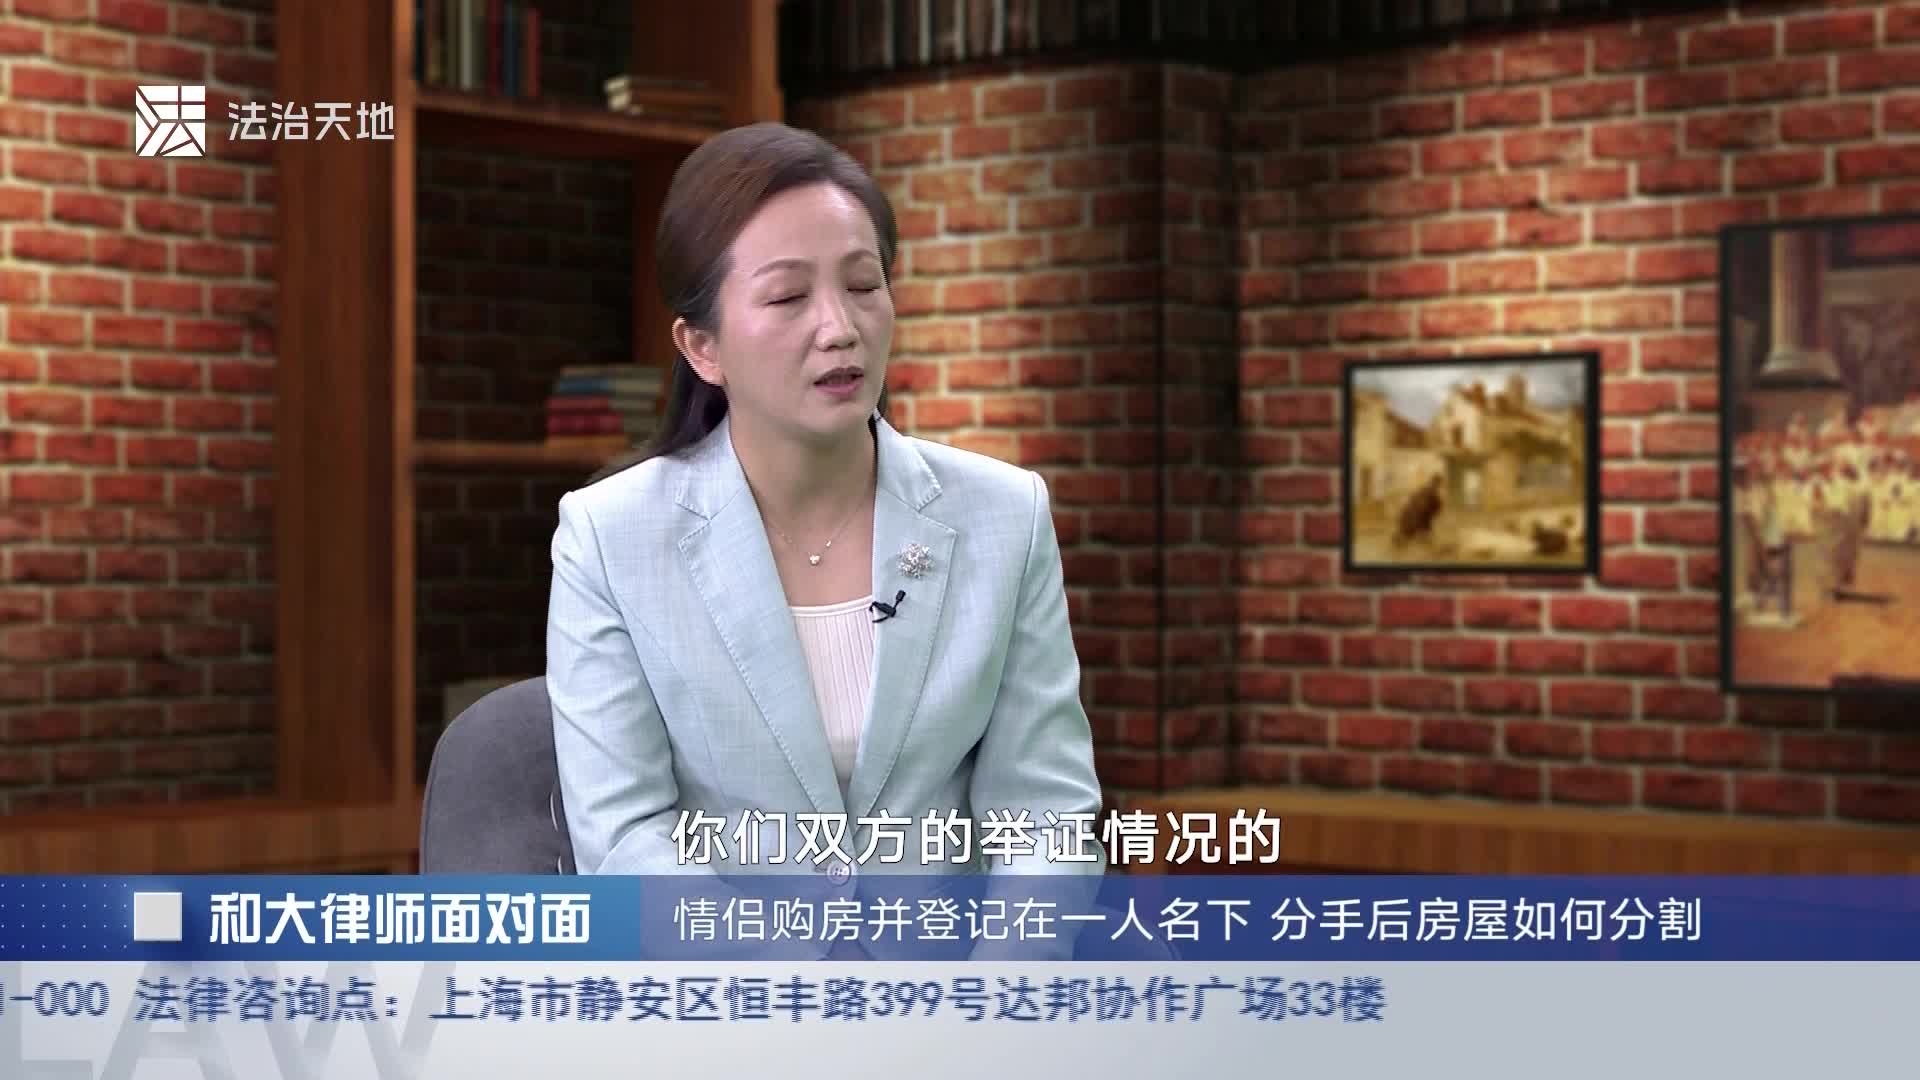 法治天地
你们双方的举证情况的
和大律师面对面
情侣购房并登记在一人名下 分手后房屋如何分割
-000 法律咨询点：上海市静安区恒丰路399号达邦协作广场33楼
LAW